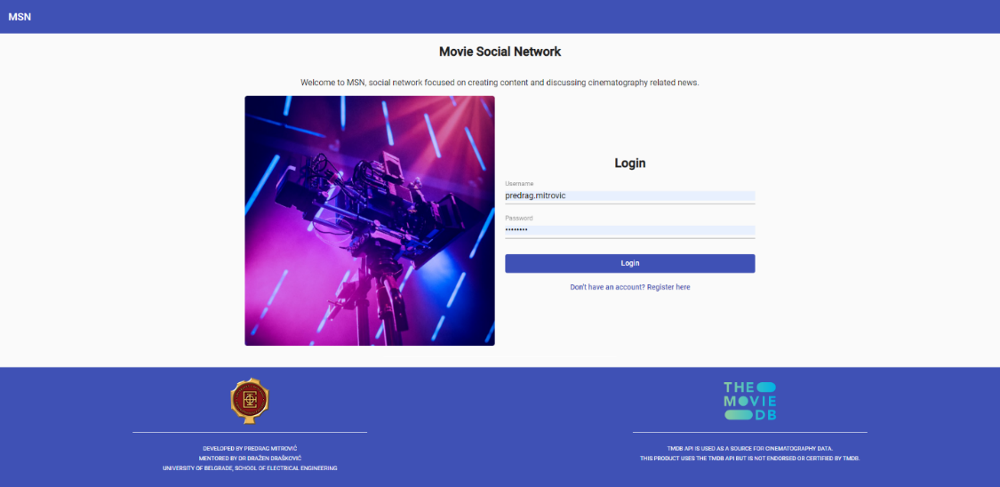 MSN
Movie Social Network
Welcome to MSN, social network focused on creating content and discussing cinematography related news.
Login
Username
predrag.mitrovic
Password
••••••••
Login
Don't have an account? Register here
THE
MOVIE
DB
DEVELOPED BY PREDRAG MITROVIĆ
MENTORED BY DR DRAŽEN DRAŠKOVIĆ
UNIVERSITY OF BELGRADE, SCHOOL OF ELECTRICAL ENGINEERING
TMDB API IS USED AS A SOURCE FOR CINEMATOGRAPHY DATA.
THIS PRODUCT USES THE TMDB API BUT IS NOT ENDORSED OR CERTIFIED BY TMDB.